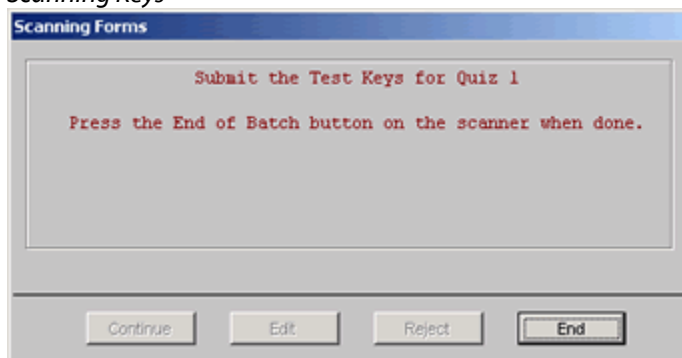 Scanning Keys
Scanning Forms
Submit the Test Keys for Quiz 1
Press the End of Batch button on the scanner when done.
Continue Edit Reject End